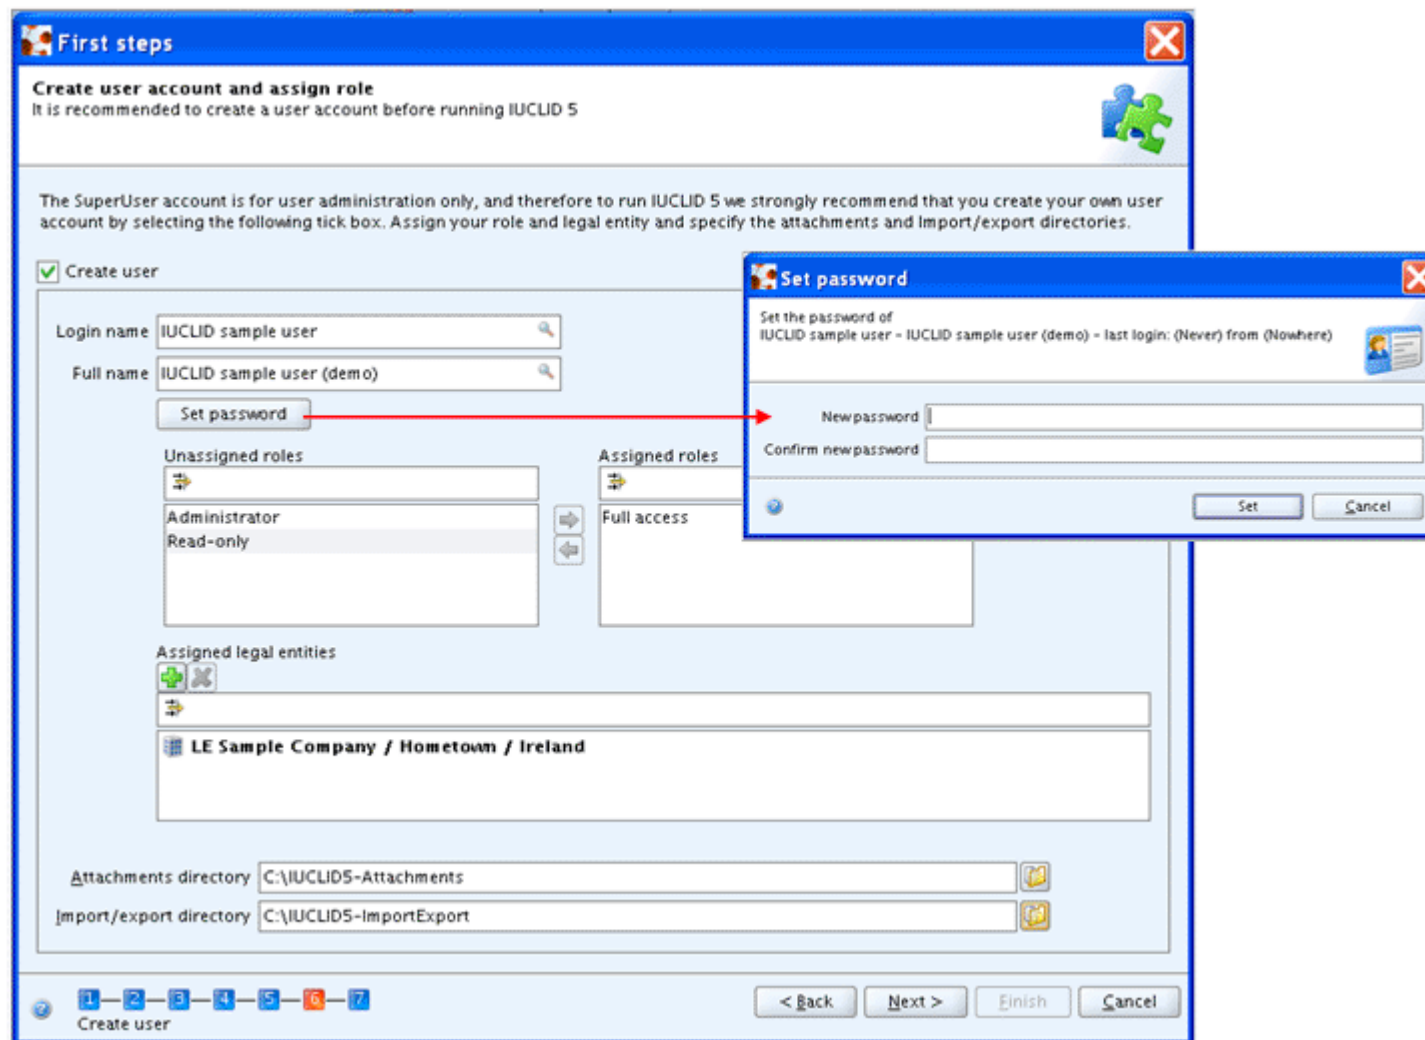 First steps
Create user account and assign role
It is recommended to create a user account before running IUCLID 5
The SuperUser account is for user administration only, and therefore to run IUCLID 5 we strongly recommend that you create your own user
account by selecting the following tick box. Assign your role and legal entity and specify the attachments and Import/export directories.
Create user
Login name IUCLID sample user
Full name IUCLID sample user (demo)
Set password
Unassigned roles
Administrator
Read-only
Assigned roles
Full access
Assigned legal entities
LE Sample Company / Hometown / Ireland
Attachments directory C:\IUCLID5-Attachments
Import/export directory C:\IUCLID5-ImportExport
1 2 3 4 5 6 7
Create user
< Back Next > Finish Cancel
Set password
Set the password of
IUCLID sample user - IUCLID sample user (demo) - last login: (Never) from (Nowhere)
New password
Confirm new password
Set Cancel